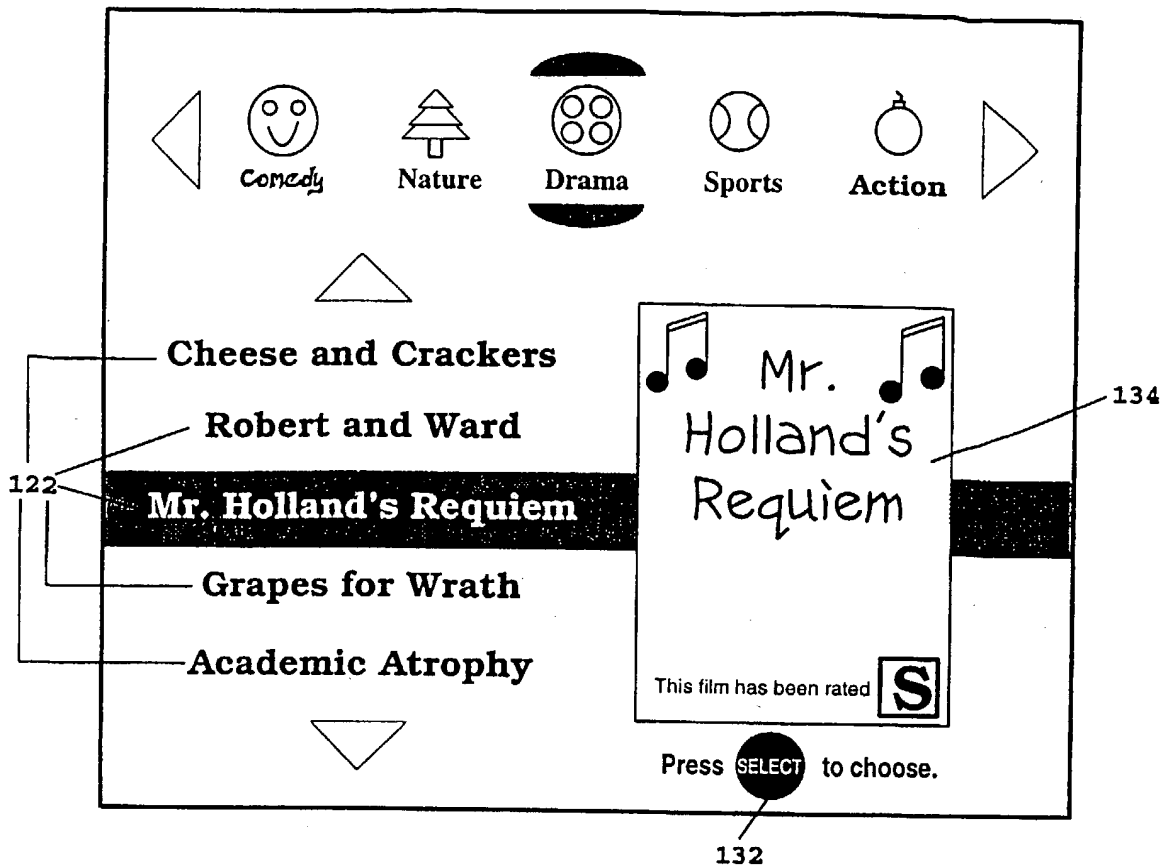 Comedy Nature Drama Sports Action
Cheese and Crackers
Robert and Ward
122
Mr. Holland's Requiem
Grapes for Wrath
Academic Atrophy
Mr.
Holland's
Requiem
134
This film has been rated S
Press SELECT to choose.
132